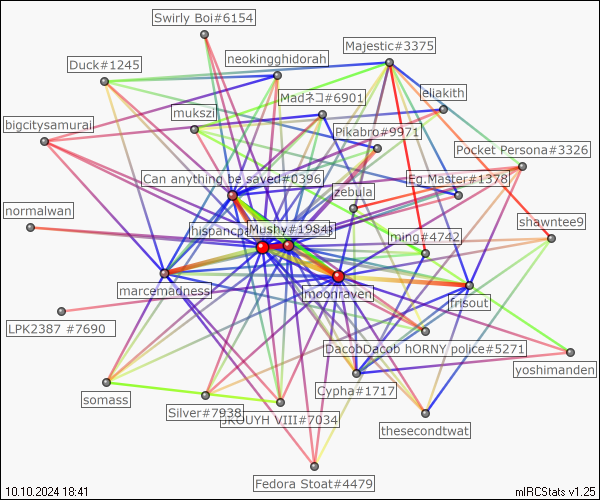 Swirly Boi#6154
Majestic#3375
neokingghidorah
Duck#1245
eliakith
Madネコ#6901
mukszi
bigcitysamurai
Pikabro#9971
Pocket Persona#3326
Can anything be saved#0396
Eg.Master#1378
zebula
normalwan
shawntee9
hispancpa
Mushy#1984
ming#4742
marcemadness
moonraven
frisout
LPK2387 #7690
DacobDacob hORNY police#5271
yoshimanden
Cypha#1717
somass
Silver#7938
JKOUYH VIII#7034
thesecondtwat
Fedora Stoat#4479
10.10.2024 18:41
mIRCStats v1.25